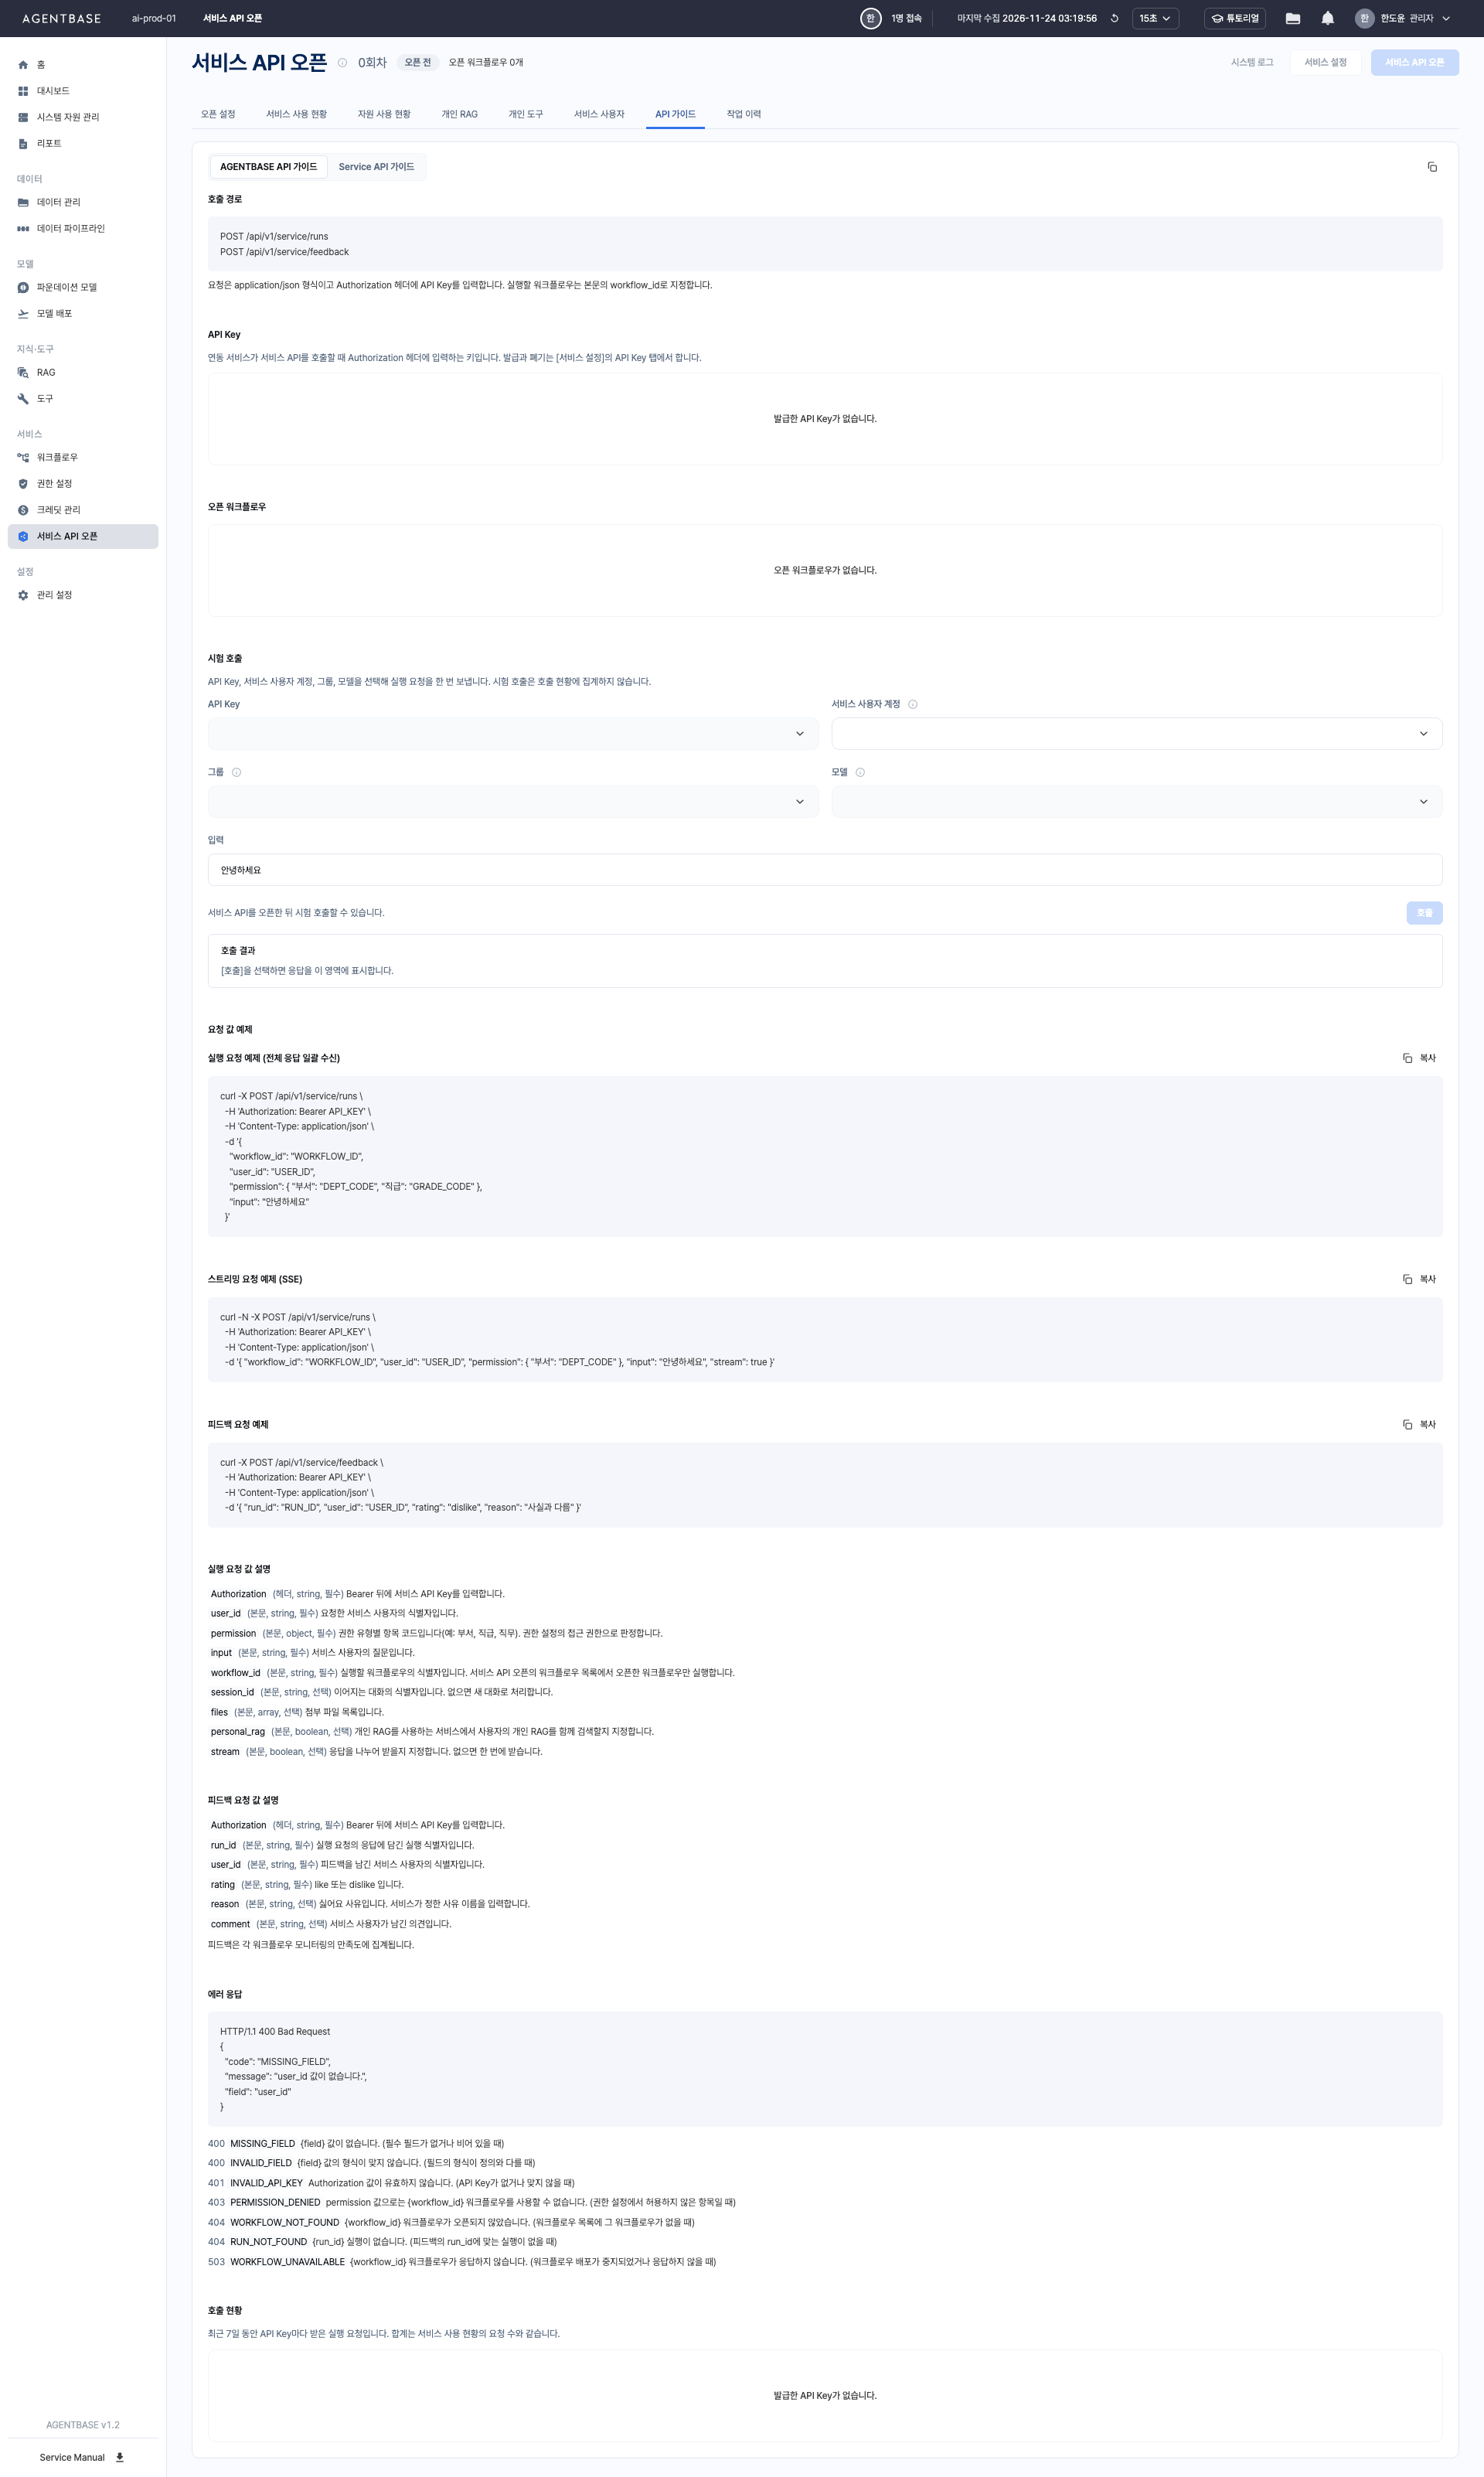 AGENTBASE
ai-prod-01
서비스 API 오픈
한
1명 접속
마지막 수집 2026-11-24 03:19:56
15초
튜토리얼
한
한도윤 관리자
홈
대시보드
시스템 자원 관리
리포트
데이터
데이터 관리
데이터 파이프라인
모델
파운데이션 모델
모델 배포
지식·도구
RAG
도구
서비스
워크플로우
권한 설정
크레딧 관리
서비스 API 오픈
설정
관리 설정
AGENTBASE v1.2
Service Manual
서비스 API 오픈
0회차
오픈 전
오픈 워크플로우 0개
시스템 로그
서비스 설정
서비스 API 오픈
오픈 설정
서비스 사용 현황
자원 사용 현황
개인 RAG
개인 도구
서비스 사용자
API 가이드
작업 이력
AGENTBASE API 가이드
Service API 가이드
호출 경로
POST /api/v1/service/runs
POST /api/v1/service/feedback
요청은 application/json 형식이고 Authorization 헤더에 API Key를 입력합니다. 실행할 워크플로우는 본문의 workflow_id로 지정합니다.
API Key
연동 서비스가 서비스 API를 호출할 때 Authorization 헤더에 입력하는 키입니다. 발급과 폐기는 [서비스 설정]의 API Key 탭에서 합니다.
발급한 API Key가 없습니다.
오픈 워크플로우
오픈 워크플로우가 없습니다.
시험 호출
API Key, 서비스 사용자 계정, 그룹, 모델을 선택해 실행 요청을 한 번 보냅니다. 시험 호출은 호출 현황에 집계하지 않습니다.
API Key
서비스 사용자 계정
그룹
모델
입력
안녕하세요
서비스 API를 오픈한 뒤 시험 호출할 수 있습니다.
호출
호출 결과
[호출]을 선택하면 응답을 이 영역에 표시합니다.
요청 값 예제
실행 요청 예제 (전체 응답 일괄 수신)
복사
curl -X POST /api/v1/service/runs \
-H 'Authorization: Bearer API_KEY' \
-H 'Content-Type: application/json' \
-d '{
"workflow_id": "WORKFLOW_ID",
"user_id": "USER_ID",
"permission": { "부서": "DEPT_CODE", "직급": "GRADE_CODE" },
"input": "안녕하세요"
}'
스트리밍 요청 예제 (SSE)
복사
curl -N -X POST /api/v1/service/runs \
-H 'Authorization: Bearer API_KEY' \
-H 'Content-Type: application/json' \
-d '{ "workflow_id": "WORKFLOW_ID", "user_id": "USER_ID", "permission": { "부서": "DEPT_CODE" }, "input": "안녕하세요", "stream": true }'
피드백 요청 예제
복사
curl -X POST /api/v1/service/feedback \
-H 'Authorization: Bearer API_KEY' \
-H 'Content-Type: application/json' \
-d '{ "run_id": "RUN_ID", "user_id": "USER_ID", "rating": "dislike", "reason": "사실과 다름" }'
실행 요청 값 설명
Authorization (헤더, string, 필수) Bearer 뒤에 서비스 API Key를 입력합니다.
user_id (본문, string, 필수) 요청한 서비스 사용자의 식별자입니다.
permission (본문, object, 필수) 권한 유형별 항목 코드입니다(예: 부서, 직급, 직무). 권한 설정의 접근 권한으로 판정합니다.
input (본문, string, 필수) 서비스 사용자의 질문입니다.
workflow_id (본문, string, 필수) 실행할 워크플로우의 식별자입니다. 서비스 API 오픈의 워크플로우 목록에서 오픈한 워크플로우만 실행합니다.
session_id (본문, string, 선택) 이어지는 대화의 식별자입니다. 없으면 새 대화로 처리합니다.
files (본문, array, 선택) 첨부 파일 목록입니다.
personal_rag (본문, boolean, 선택) 개인 RAG를 사용하는 서비스에서 사용자의 개인 RAG를 함께 검색할지 지정합니다.
stream (본문, boolean, 선택) 응답을 나누어 받을지 지정합니다. 없으면 한 번에 받습니다.
피드백 요청 값 설명
Authorization (헤더, string, 필수) Bearer 뒤에 서비스 API Key를 입력합니다.
run_id (본문, string, 필수) 실행 요청의 응답에 담긴 실행 식별자입니다.
user_id (본문, string, 필수) 피드백을 남긴 서비스 사용자의 식별자입니다.
rating (본문, string, 필수) like 또는 dislike 입니다.
reason (본문, string, 선택) 싫어요 사유입니다. 서비스가 정한 사유 이름을 입력합니다.
comment (본문, string, 선택) 서비스 사용자가 남긴 의견입니다.
피드백은 각 워크플로우 모니터링의 만족도에 집계됩니다.
에러 응답
HTTP/1.1 400 Bad Request
{
"code": "MISSING_FIELD",
"message": "user_id 값이 없습니다.",
"field": "user_id"
}
400 MISSING_FIELD {field} 값이 없습니다. (필수 필드가 없거나 비어 있을 때)
400 INVALID_FIELD {field} 값의 형식이 맞지 않습니다. (필드의 형식이 정의와 다를 때)
401 INVALID_API_KEY Authorization 값이 유효하지 않습니다. (API Key가 없거나 맞지 않을 때)
403 PERMISSION_DENIED permission 값으로는 {workflow_id} 워크플로우를 사용할 수 없습니다. (권한 설정에서 허용하지 않은 항목일 때)
404 WORKFLOW_NOT_FOUND {workflow_id} 워크플로우가 오픈되지 않았습니다. (워크플로우 목록에 그 워크플로우가 없을 때)
404 RUN_NOT_FOUND {run_id} 실행이 없습니다. (피드백의 run_id에 맞는 실행이 없을 때)
503 WORKFLOW_UNAVAILABLE {workflow_id} 워크플로우가 응답하지 않습니다. (워크플로우 배포가 중지되었거나 응답하지 않을 때)
호출 현황
최근 7일 동안 API Key마다 받은 실행 요청입니다. 합계는 서비스 사용 현황의 요청 수와 같습니다.
발급한 API Key가 없습니다.